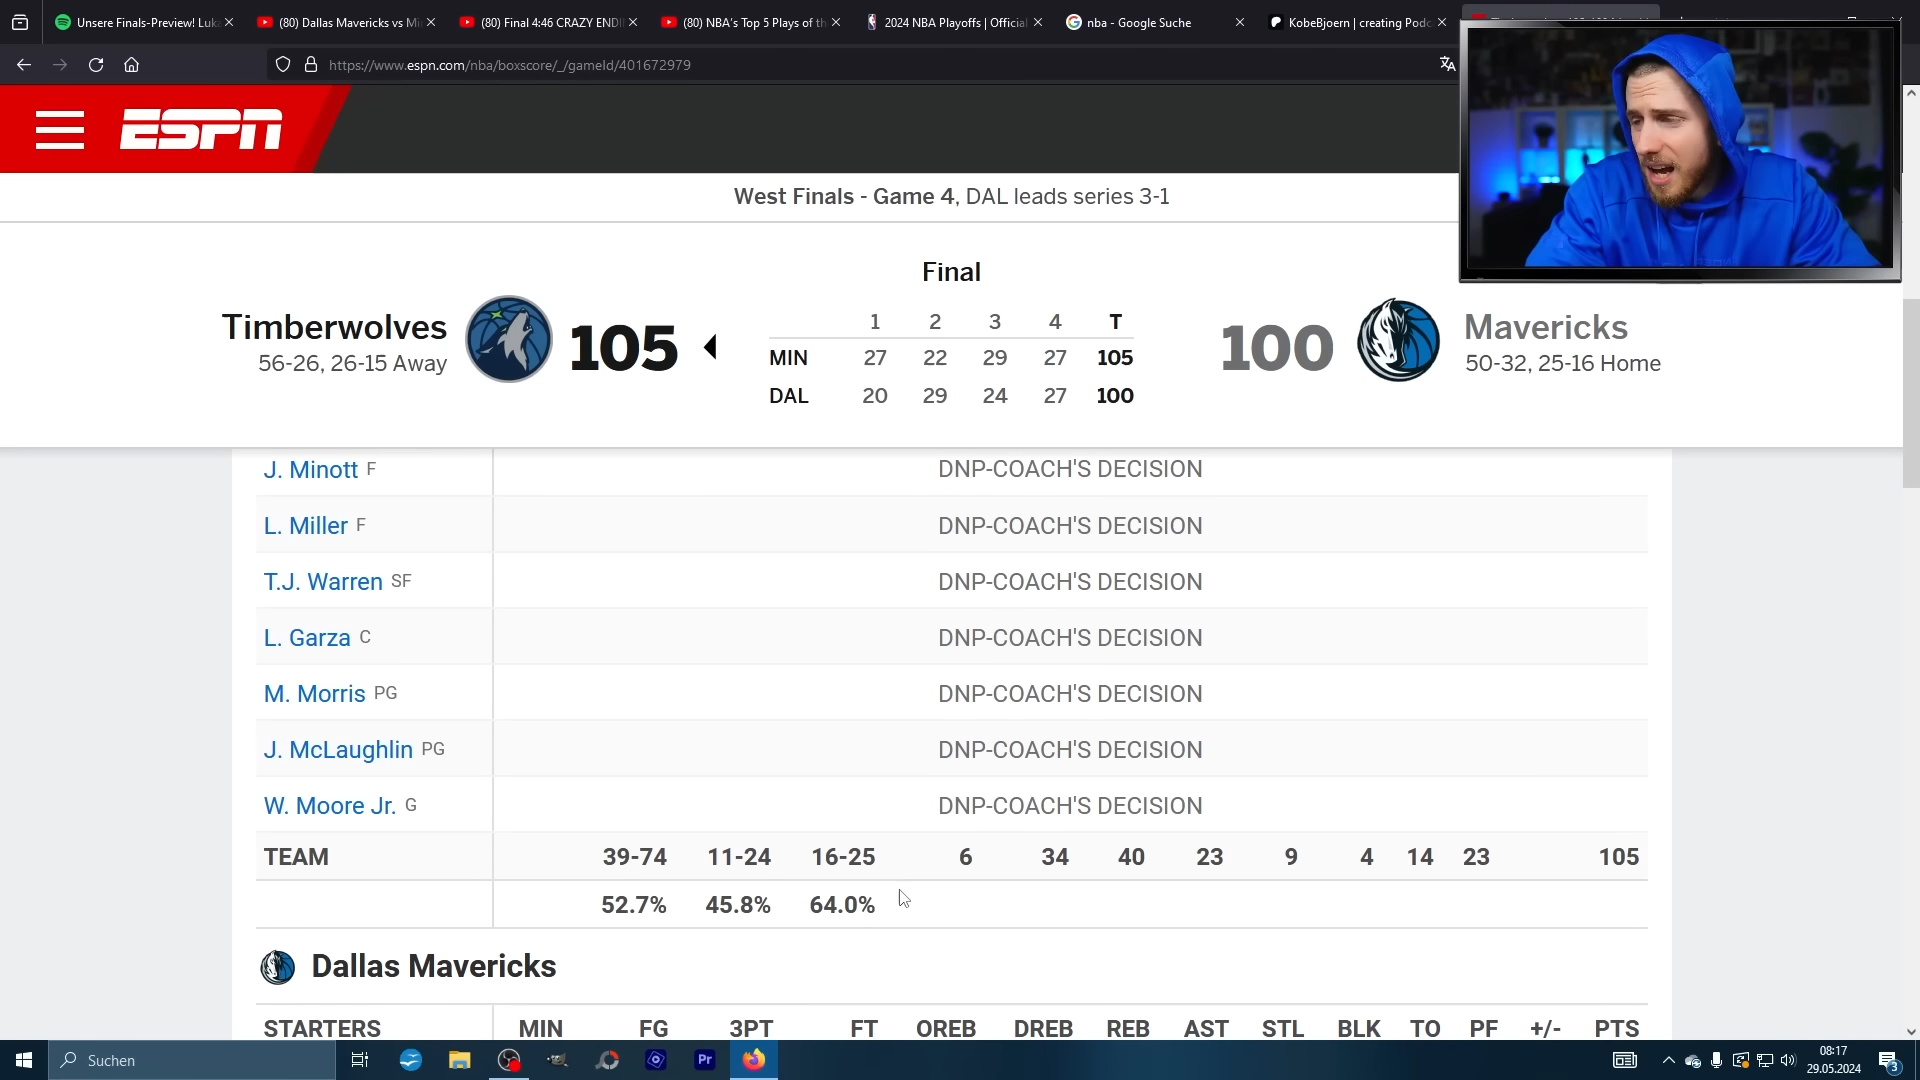 Unsere Finals-Preview! Luk
(80) Dallas Mavericks vs Mi
(80) Final 4:46 CRAZY ENDI
(80) NBA's Top 5 Plays of th
2024 NBA Playoffs | Official
nba - Google Suche
KobeBjoern | creating Podc
https://www.espn.com/nba/boxscore/_/gameId/401672979
ESPN
West Finals - Game 4, DAL leads series 3-1
Final
Timberwolves
56-26, 26-15 Away
105
1 2 3 4 T
MIN 27 22 29 27 105
DAL 20 29 24 27 100
100
Mavericks
50-32, 25-16 Home
J. Minott F DNP-COACH'S DECISION
L. Miller F DNP-COACH'S DECISION
T.J. Warren SF DNP-COACH'S DECISION
L. Garza C DNP-COACH'S DECISION
M. Morris PG DNP-COACH'S DECISION
J. McLaughlin PG DNP-COACH'S DECISION
W. Moore Jr. G DNP-COACH'S DECISION
TEAM 39-74 11-24 16-25 6 34 40 23 9 4 14 23 105
52.7% 45.8% 64.0%
Dallas Mavericks
STARTERS MIN FG 3PT FT OREB DREB REB AST STL BLK TO PF +/- PTS
Suchen
Pr
08:17
29.05.2024
3